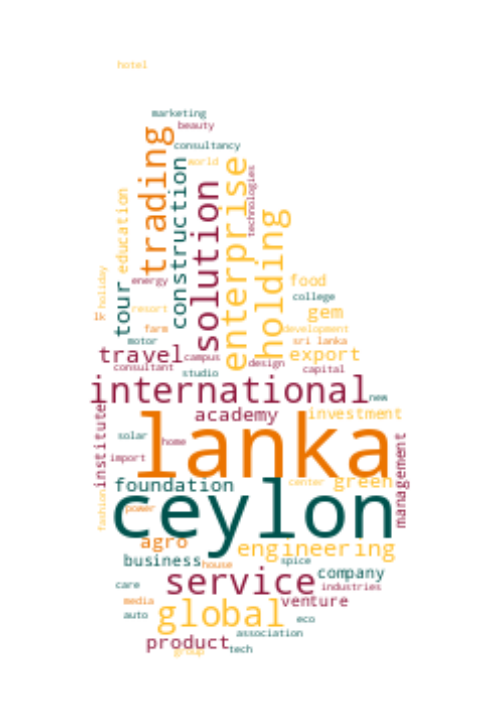 hotel
marketing
beauty
trading
consultancy
construction
world
solution
enterprise
technologies
education
holding
holiday
tour
energy
food
college
lk
resort
gem
farm
development
motor
sri lanka
travel
campus
export
consultant
design
capital
studio
international
new
institute
academy
investment
lanka
solar
home
management
import
foundation
center
green
ceylon
fashion
power
agro
engineering
business
house
spice
company
service
care
industries
media
global
venture
auto
eco
association
product
group
tech